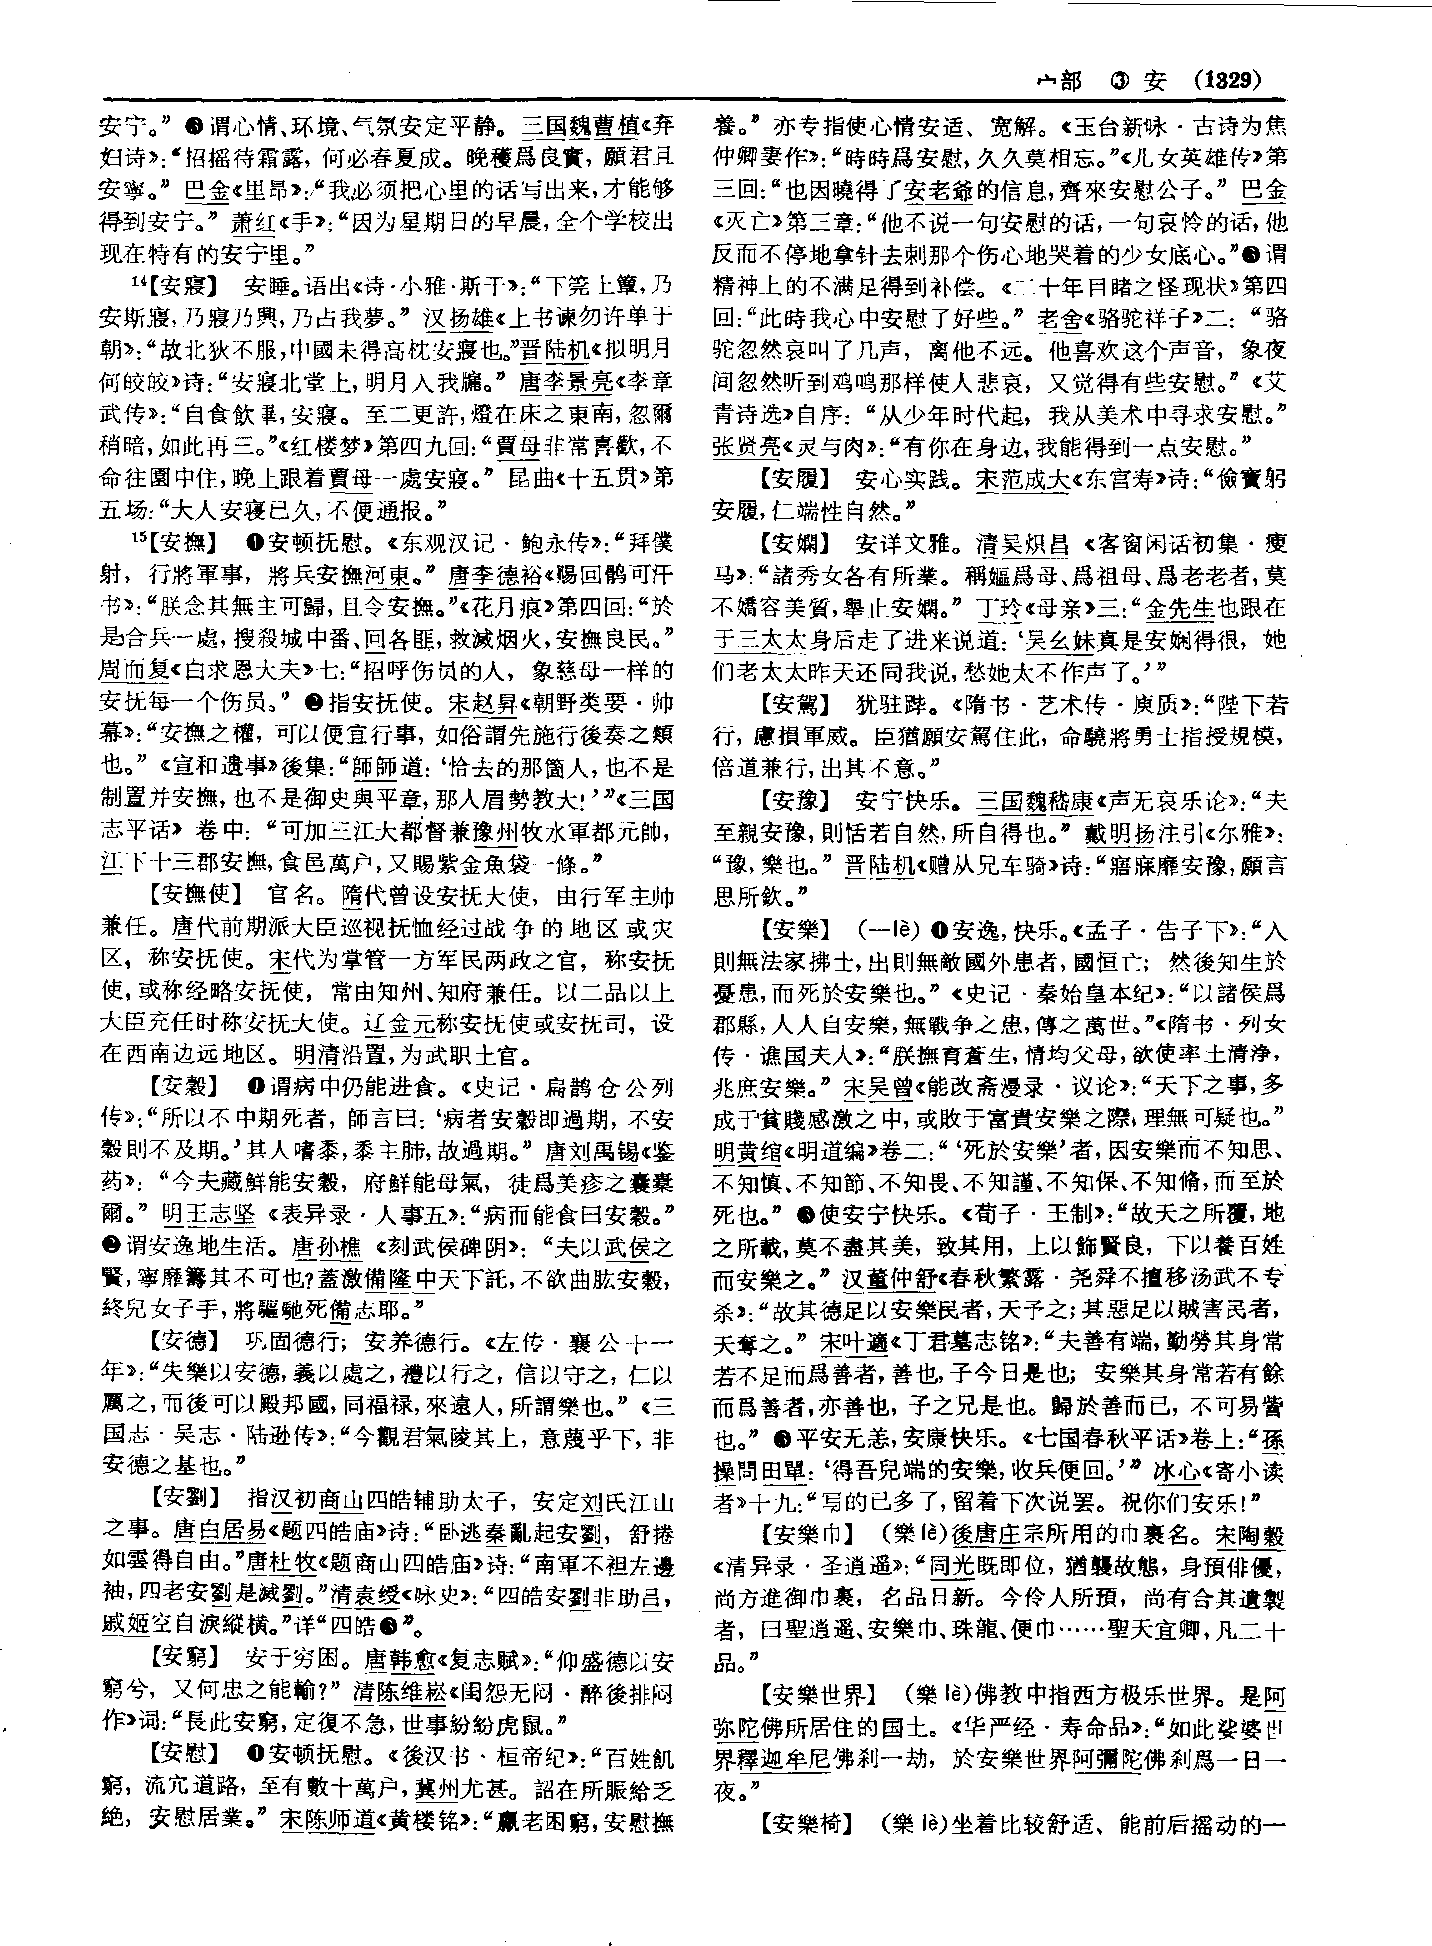 宀部 ③ 安 (1329)
安宁。”❸谓心情、环境、气氛安定平静。三国魏曹植《弃
妇诗》：“招摇待霜露，何必春夏成。晚穫爲良實，願君且
安寧。”巴金《里昂》：“我必须把心里的话写出来，才能够
得到安宁。”萧红《手》：“因为星期日的早晨，全个学校出
现在特有的安宁里。”
14【安寢】 安睡。语出《诗·小雅·斯干》：“下莞上簟，乃
安斯寢，乃寢乃興，乃占我夢。”汉扬雄《上书谏勿许单于
朝》：“故北狄不服，中國未得高枕安寢也。”晋陆机《拟明月
何皎皎》诗：“安寢北堂上，明月入我牖。”唐李景亮《李章
武传》：“自食飲畢，安寢。至二更許，燈在床之東南，忽爾
稍暗，如此再三。”《红楼梦》第四九回：“賈母非常喜歡，不
命往園中住，晚上跟着賈母一處安寢。”昆曲《十五贯》第
五场：“大人安寝已久，不便通报。”
15【安撫】 ❶安顿抚慰。《东观汉记·鲍永传》：“拜僕
射，行將軍事，將兵安撫河東。”唐李德裕《赐回鹘可汗
书》：“朕念其無主可歸，且令安撫。”《花月痕》第四回：“於
是合兵一處，搜殺城中番、回各匪，救滅烟火，安撫良民。”
周而复《白求恩大夫》七：“招呼伤员的人，象慈母一样的
安抚每一个伤员。”❷指安抚使。宋赵昇《朝野类要·帅
幕》：“安撫之權，可以便宜行事，如俗謂先施行後奏之類
也。”《宣和遗事》後集：“師師道：‘恰去的那箇人，也不是
制置并安撫，也不是御史與平章，那人眉勢教大！’”《三国
志平话》卷中：“可加三江大都督兼豫州牧水軍都元帥，
江下十三郡安撫，食邑萬户，又賜紫金魚袋一條。”
【安撫使】 官名。隋代曾设安抚大使，由行军主帅
兼任。唐代前期派大臣巡视抚恤经过战争的地区或灾
区，称安抚使。宋代为掌管一方军民两政之官，称安抚
使，或称经略安抚使，常由知州、知府兼任。以二品以上
大臣充任时称安抚大使。辽金元称安抚使或安抚司，设
在西南边远地区。明清沿置，为武职土官。
【安穀】 ❶谓病中仍能进食。《史记·扁鹊仓公列
传》：“所以不中期死者，師言曰：‘病者安穀即過期，不安
穀則不及期。’其人嗜黍，黍主肺，故過期。”唐刘禹锡《鉴
药》：“今夫藏鮮能安穀，府鮮能母氣，徒爲美疹之囊橐
爾。”明王志坚《表异录·人事五》：“病而能食曰安穀。”
❷谓安逸地生活。唐孙樵《刻武侯碑阴》：“夫以武侯之
賢，寧靡籌其不可也？蓋激備隆中天下託，不欲曲肱安穀，
終兒女子手，將驅馳死備志耶。”
【安德】 巩固德行；安养德行。《左传·襄公十一
年》：“夫樂以安德，義以處之，禮以行之，信以守之，仁以
厲之，而後可以殿邦國，同福禄，來遠人，所謂樂也。”《三
国志·吴志·陆逊传》：“今觀君氣陵其上，意蔑乎下，非
安德之基也。”
【安劉】 指汉初商山四皓辅助太子，安定刘氏江山
之事。唐白居易《题四皓庙》诗：“卧逃秦亂起安劉，舒捲
如雲得自由。”唐杜牧《题商山四皓庙》诗：“南軍不袒左邊
袖，四老安劉是滅劉。”清袁绶《咏史》：“四皓安劉非助吕，
戚姬空自淚縱横。”详“四皓❸”。
【安窮】 安于穷困。唐韩愈《复志赋》：“仰盛德以安
窮兮，又何忠之能輸？”清陈维崧《闺怨无闷·醉後排闷
作》词：“長此安窮，定復不急，世事紛紛虎鼠。”
【安慰】 ❶安顿抚慰。《後汉书·桓帝纪》：“百姓飢
窮，流宂道路，至有數十萬户，冀州尤甚。詔在所賑給乏
絶，安慰居業。”宋陈师道《黄楼铭》：“羸老困窮，安慰撫
養。”亦专指使心情安适、宽解。《玉台新咏·古诗为焦
仲卿妻作》：“時時爲安慰，久久莫相忘。”《儿女英雄传》第
三回：“也因曉得了安老爺的信息，齊來安慰公子。”巴金
《灭亡》第三章：“他不说一句安慰的话，一句哀怜的话，他
反而不停地拿针去刺那个伤心地哭着的少女底心。”❷谓
精神上的不满足得到补偿。《二十年目睹之怪现状》第四
回：“此時我心中安慰了好些。”老舍《骆驼祥子》二：“骆
驼忽然哀叫了几声，离他不远。他喜欢这个声音，象夜
间忽然听到鸡鸣那样使人悲哀，又觉得有些安慰。”《艾
青诗选》自序：“从少年时代起，我从美术中寻求安慰。”
张贤亮《灵与肉》：“有你在身边，我能得到一点安慰。”
【安履】 安心实践。宋范成大《东宫寿》诗：“儉實躬
安履，仁端性自然。”
【安嫻】 安详文雅。清吴炽昌《客窗闲话初集·瘦
马》：“諸秀女各有所業。稱嫗爲母、爲祖母、爲老老者，莫
不嬌容美質，舉止安嫻。”丁玲《母亲》三：“金先生也跟在
于三太太身后走了进来说道：‘吴幺妹真是安娴得很，她
们老太太昨天还同我说，愁她太不作声了。’”
【安駕】 犹驻跸。《隋书·艺术传·庾质》：“陛下若
行，慮損軍威。臣猶願安駕住此，命驍將勇士指授規模，
倍道兼行，出其不意。”
【安豫】 安宁快乐。三国魏嵇康《声无哀乐论》：“夫
至親安豫，則恬若自然，所自得也。”戴明扬注引《尔雅》：
“豫，樂也。”晋陆机《赠从兄车骑》诗：“寤寐靡安豫，願言
思所欽。”
【安樂】 （—lè）❶安逸，快乐。《孟子·告子下》：“入
則無法家拂士，出則無敵國外患者，國恒亡；然後知生於
憂患，而死於安樂也。”《史记·秦始皇本纪》：“以諸侯爲
郡縣，人人自安樂，無戰争之患，傳之萬世。”《隋书·列女
传·谯国夫人》：“朕撫育蒼生，情均父母，欲使率土清浄，
兆庶安樂。”宋吴曾《能改斋漫录·议论》：“天下之事，多
成于貧賤感激之中，或敗于富貴安樂之際，理無可疑也。”
明黄绾《明道编》卷二：“‘死於安樂’者，因安樂而不知思、
不知慎、不知節、不知畏、不知謹、不知保、不知脩，而至於
死也。”❷使安宁快乐。《荀子·王制》：“故天之所覆，地
之所載，莫不盡其美，致其用，上以飾賢良，下以養百姓
而安樂之。”汉董仲舒《春秋繁露·尧舜不擅移汤武不专
杀》：“故其德足以安樂民者，天予之；其惡足以賊害民者，
天奪之。”宋叶適《丁君墓志铭》：“夫善有端，勤勞其身常
若不足而爲善者，善也，子今日是也；安樂其身常若有餘
而爲善者，亦善也，子之兄是也。歸於善而已，不可易訾
也。”❸平安无恙，安康快乐。《七国春秋平话》卷上：“孫
操問田單：‘得吾兒端的安樂，收兵便回。’”冰心《寄小读
者》十九：“写的已多了，留着下次说罢。祝你们安乐！”
【安樂巾】 （樂lè）後唐庄宗所用的巾裹名。宋陶穀
《清异录·圣逍遥》：“同光既即位，猶襲故態，身預俳優，
尚方進御巾裹，名品日新。今伶人所預，尚有合其遺製
者，曰聖逍遥、安樂巾、珠龍、便巾……聖天宜卿，凡二十
品。”
【安樂世界】 （樂lè）佛教中指西方极乐世界。是阿
弥陀佛所居住的国土。《华严经·寿命品》：“如此娑婆世
界釋迦牟尼佛刹一劫，於安樂世界阿彌陀佛刹爲一日一
夜。”
【安樂椅】 （樂lè）坐着比较舒适、能前后摇动的一